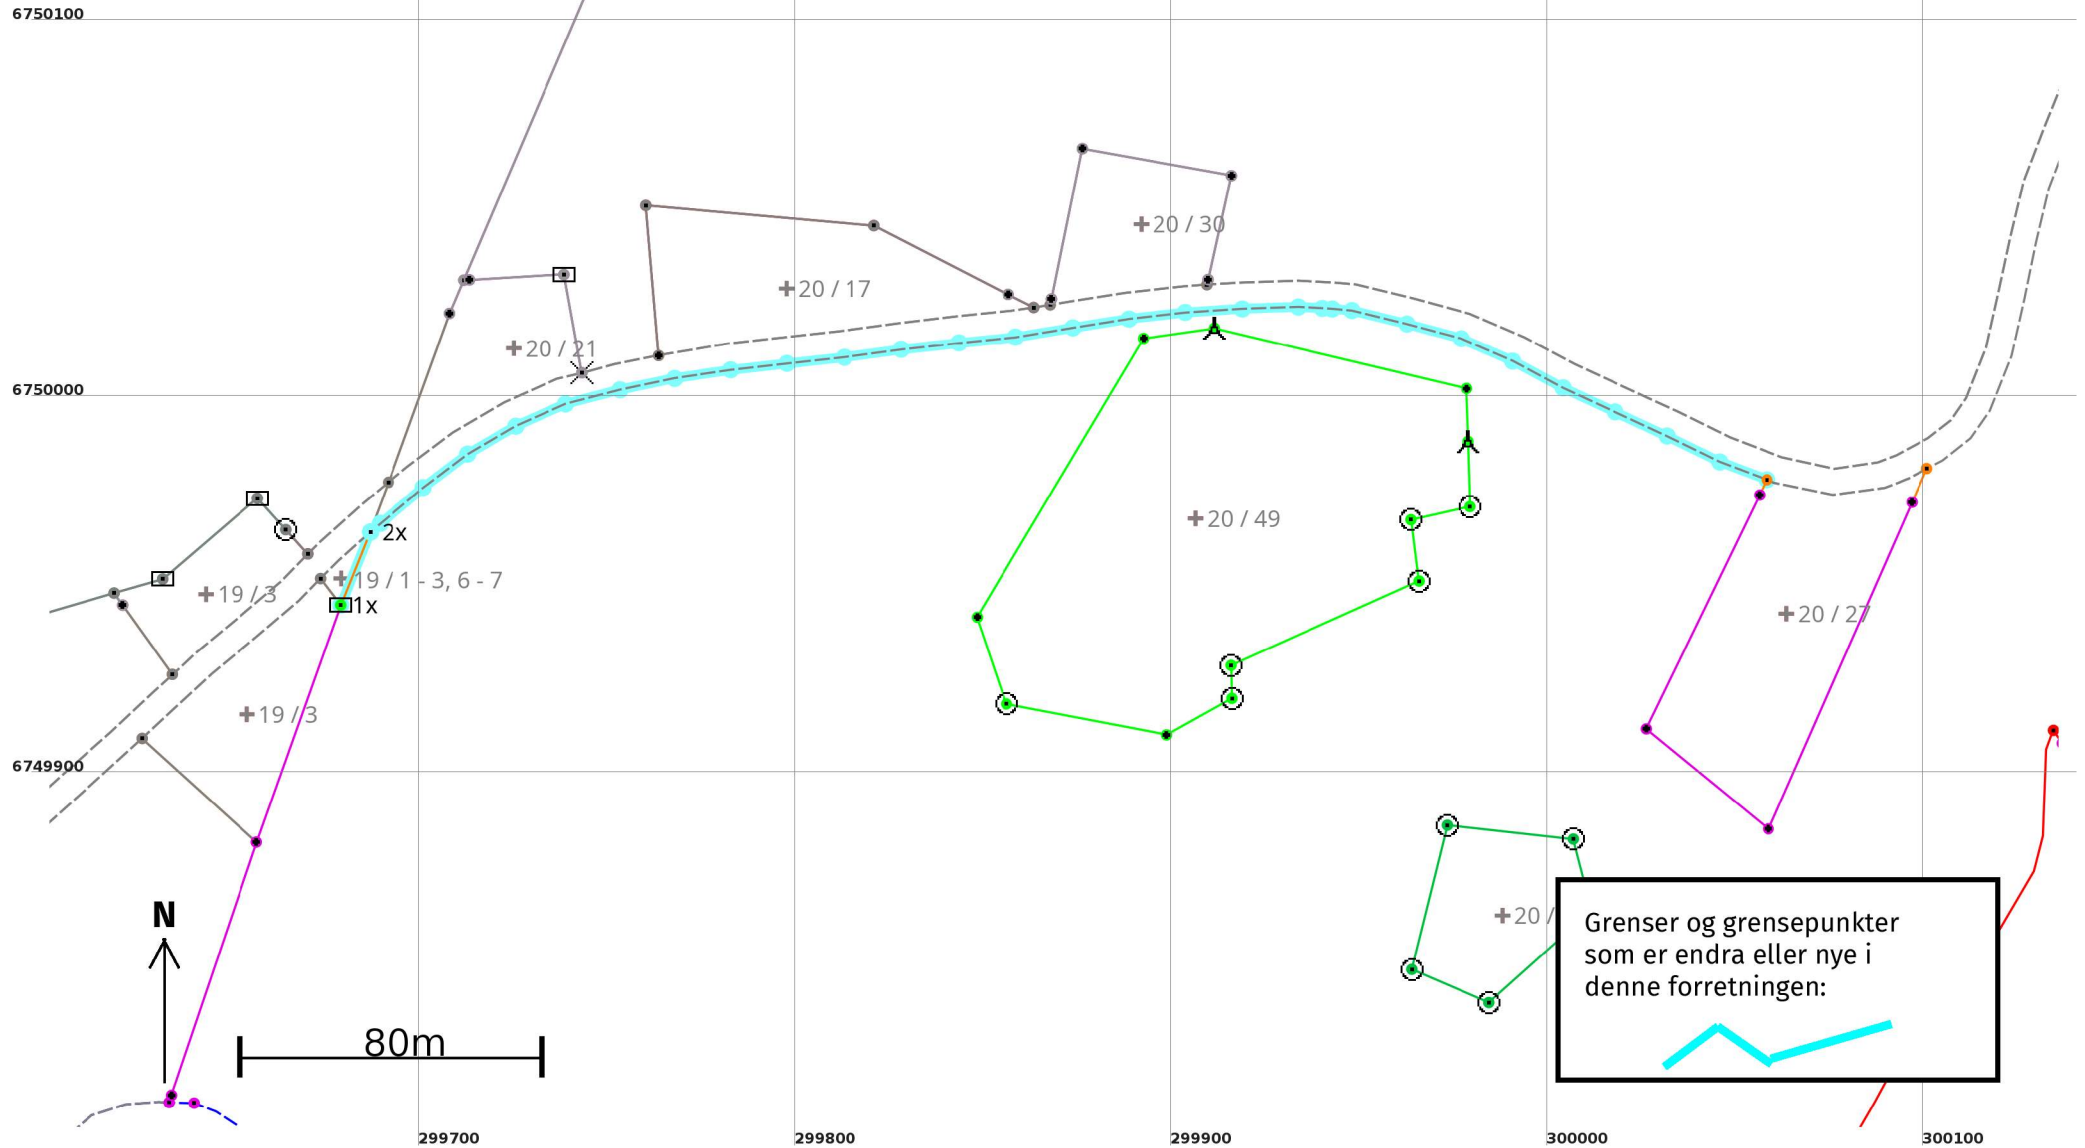 6750100
20 / 30
20 / 17
20 / 21
6750000
20 / 49
2x
19 / 1 - 3, 6 - 7
19 / 3
1x
20 / 27
19 / 3
6749900
N
20 /
Grenser og grensepunkter
som er endra eller nye i
denne forretningen:
80m
299700
299800
299900
300000
300100